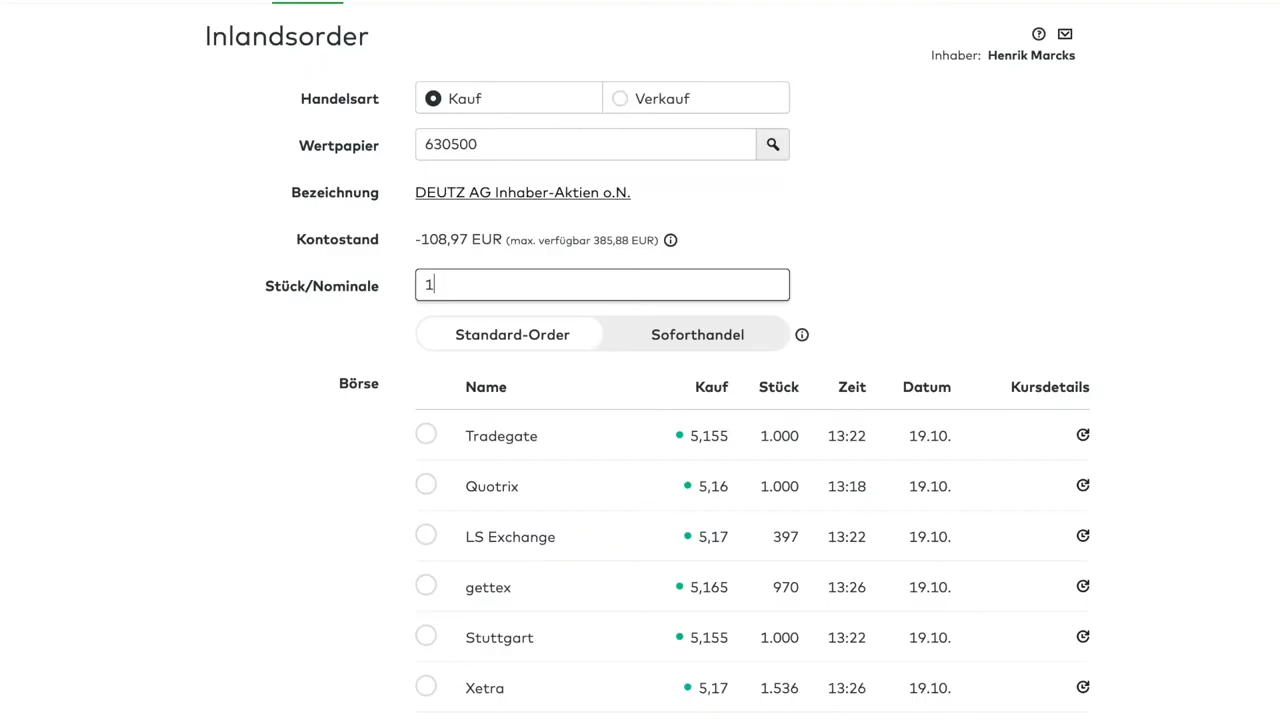 Inlandsorder
Inhaber: Henrik Marcks
Handelsart Kauf Verkauf
Wertpapier 630500
Bezeichnung DEUTZ AG Inhaber-Aktien o.N.
Kontostand -108,97 EUR (max. verfügbar 385,88 EUR)
Stück/Nominale 1
Standard-Order Soforthandel
Börse Name Kauf Stück Zeit Datum Kursdetails
Tradegate 5,155 1.000 13:22 19.10.
Quotrix 5,16 1.000 13:18 19.10.
LS Exchange 5,17 397 13:22 19.10.
gettex 5,165 970 13:26 19.10.
Stuttgart 5,155 1.000 13:22 19.10.
Xetra 5,17 1.536 13:26 19.10.